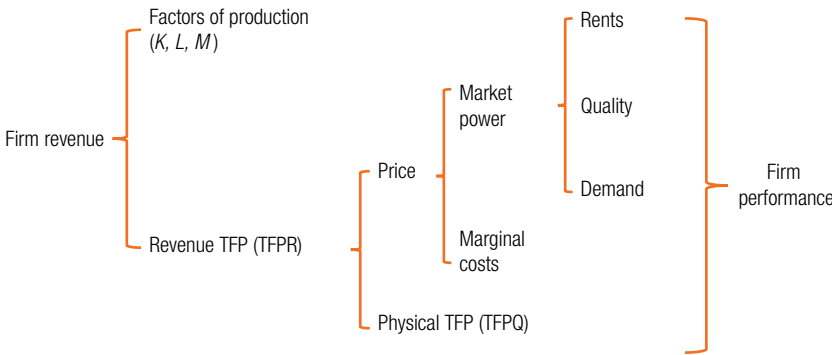 Factors of production
(K, L, M)
Firm revenue
Revenue TFP (TFPR)
Price
Physical TFP (TFPQ)
Market
power
Marginal
costs
Rents
Quality
Demand
Firm
performance